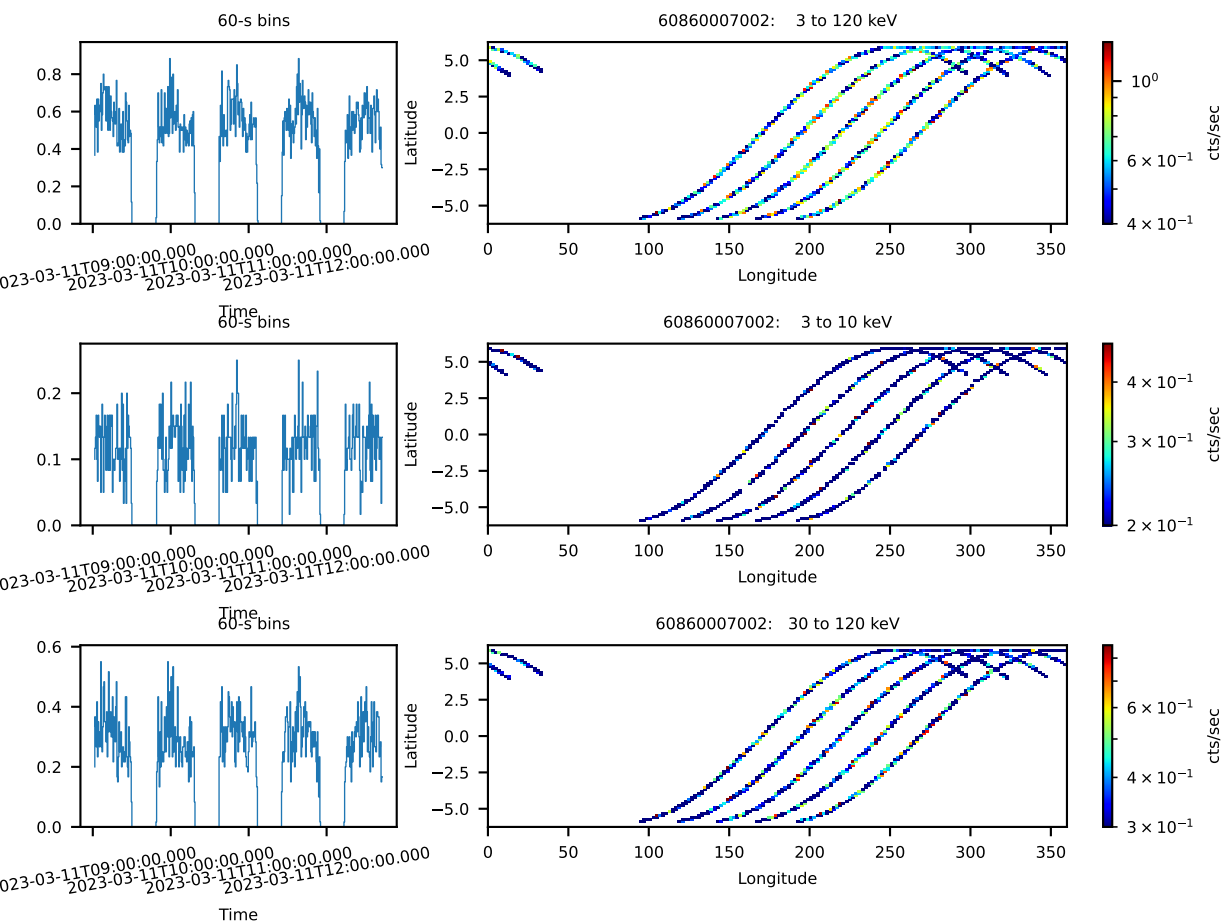 60-s bins
60860007002:    3 to 120 keV
0.8
0.6
0.4
0.2
0.0
Latitude
5.0
2.5
0.0
−2.5
−5.0
10⁰
6 × 10⁻¹
4 × 10⁻¹
cts/sec
0 50 100 150 200 250 300 350
Longitude
023-03-11T09:00:00.000
2023-03-11T10:00:00.000
2023-03-11T11:00:00.000
2023-03-11T12:00:00.000
Time
60-s bins
60860007002:    3 to 10 keV
0.2
0.1
0.0
Latitude
5.0
2.5
0.0
−2.5
−5.0
4 × 10⁻¹
3 × 10⁻¹
2 × 10⁻¹
cts/sec
0 50 100 150 200 250 300 350
Longitude
023-03-11T09:00:00.000
2023-03-11T10:00:00.000
2023-03-11T11:00:00.000
2023-03-11T12:00:00.000
Time
60-s bins
60860007002:   30 to 120 keV
0.6
0.4
0.2
0.0
Latitude
5.0
2.5
0.0
−2.5
−5.0
6 × 10⁻¹
4 × 10⁻¹
3 × 10⁻¹
cts/sec
0 50 100 150 200 250 300 350
Longitude
023-03-11T09:00:00.000
2023-03-11T10:00:00.000
2023-03-11T11:00:00.000
2023-03-11T12:00:00.000
Time